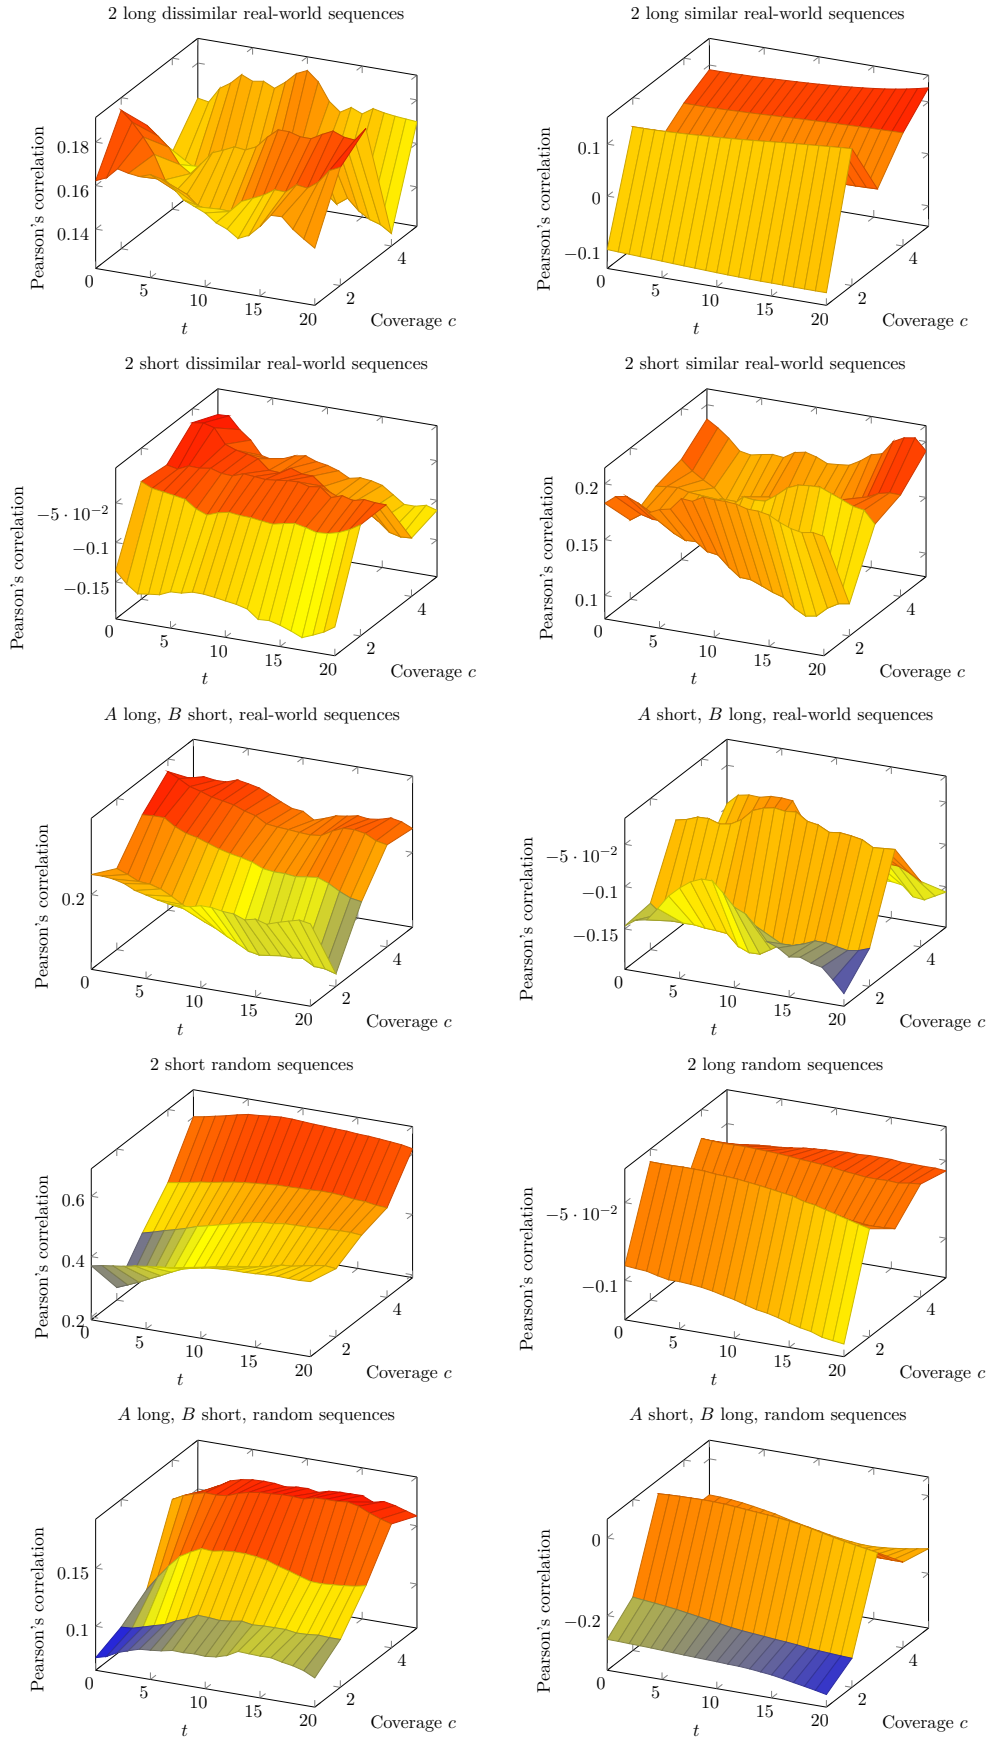 2 long dissimilar real-world sequences
Pearson's correlation
0.18
0.16
0.14
0
5
10
15
20
t
2
4
Coverage c
2 long similar real-world sequences
Pearson's correlation
0.1
0
−0.1
0
5
10
15
20
t
2
4
Coverage c
2 short dissimilar real-world sequences
Pearson's correlation
−5 · 10⁻²
−0.1
−0.15
0
5
10
15
20
t
2
4
Coverage c
2 short similar real-world sequences
Pearson's correlation
0.2
0.15
0.1
0
5
10
15
20
t
2
4
Coverage c
A long, B short, real-world sequences
Pearson's correlation
0.2
0
5
10
15
20
t
2
4
Coverage c
A short, B long, real-world sequences
Pearson's correlation
−5 · 10⁻²
−0.1
−0.15
0
5
10
15
20
t
2
4
Coverage c
2 short random sequences
Pearson's correlation
0.6
0.4
0.2
0
5
10
15
20
t
2
4
Coverage c
2 long random sequences
Pearson's correlation
−5 · 10⁻²
−0.1
0
5
10
15
20
t
2
4
Coverage c
A long, B short, random sequences
Pearson's correlation
0.15
0.1
0
5
10
15
20
t
2
4
Coverage c
A short, B long, random sequences
Pearson's correlation
0
−0.2
0
5
10
15
20
t
2
4
Coverage c